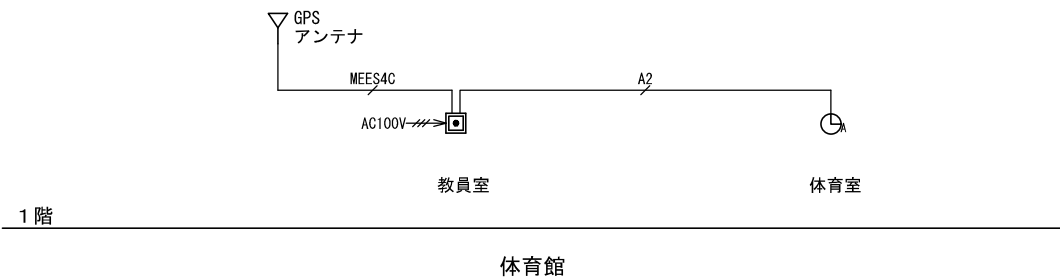 GPS
アンテナ
MEES4C
A2
AC100V
A
教員室
体育室
1階
体育館